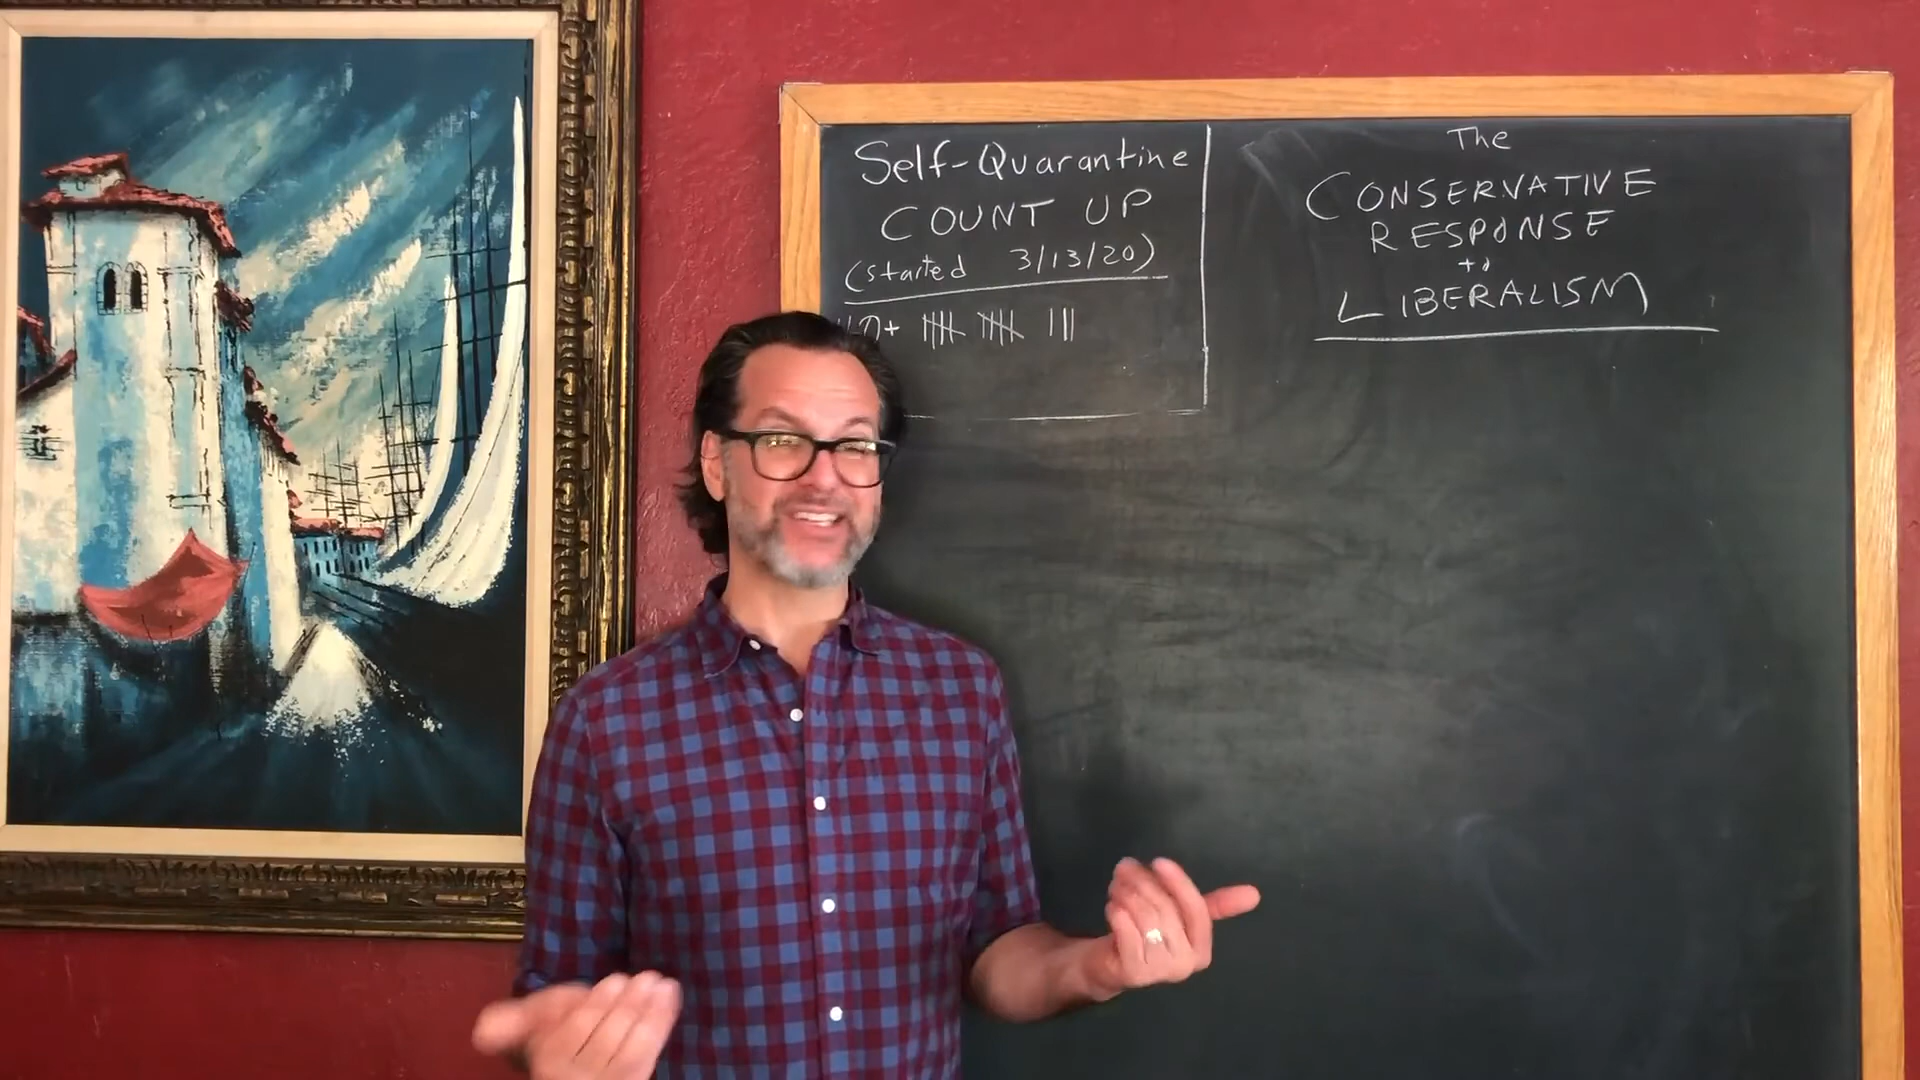 Self-Quarantine
COUNT UP
(started 3/13/20)
The
CONSERVATIVE
RESPONSE
to
LIBERALISM